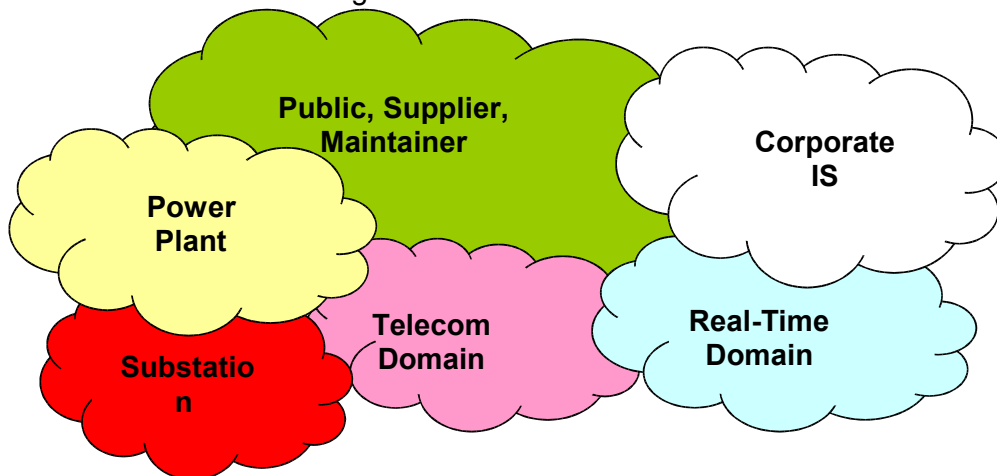 Public, Supplier,
Maintainer
Corporate
IS
Power
Plant
Telecom
Domain
Real-Time
Domain
Substatio
n